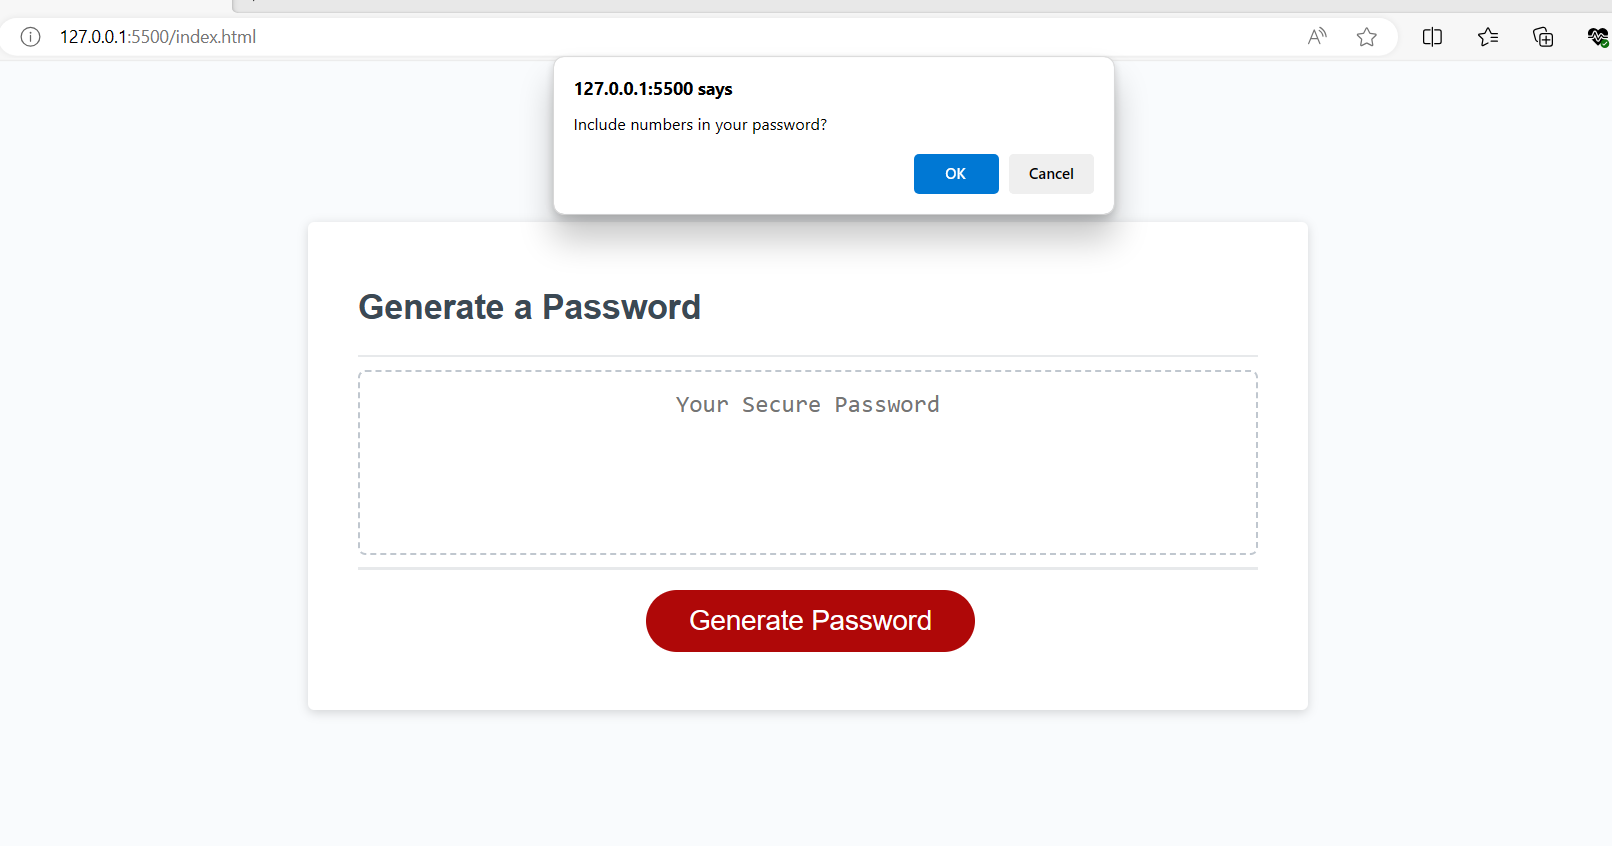 127.0.0.1:5500/index.html
A
127.0.0.1:5500 says
Include numbers in your password?
OK
Cancel
Generate a Password
Your Secure Password
Generate Password